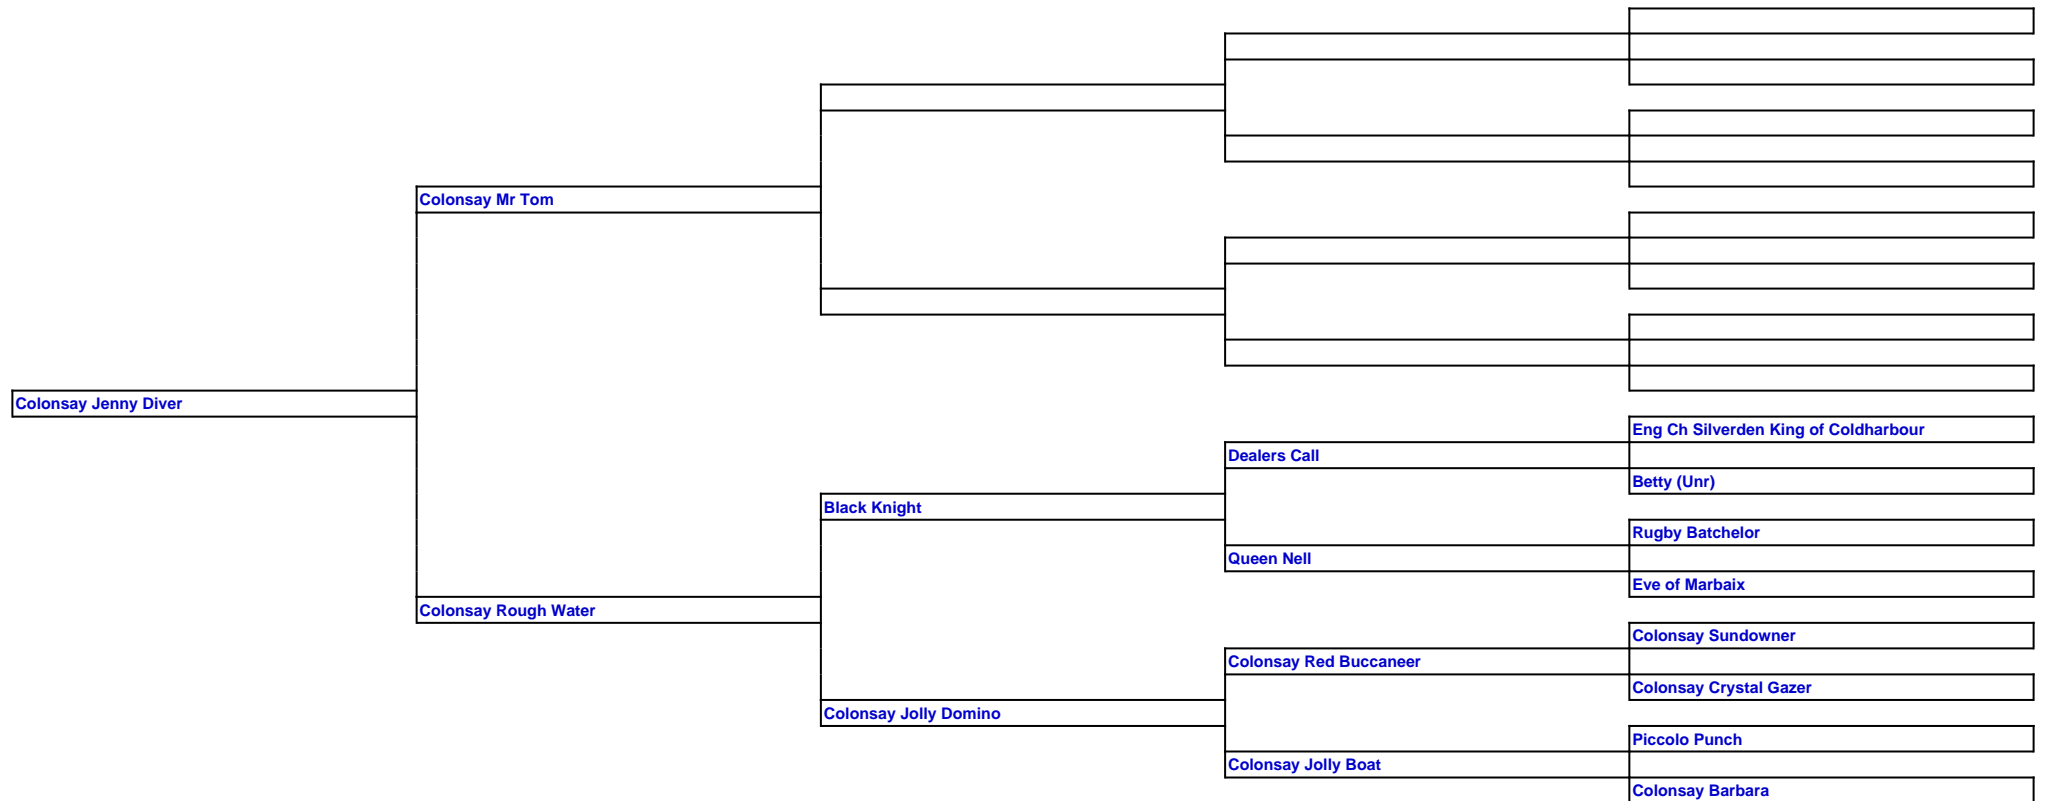 Colonsay Mr Tom
Colonsay Jenny Diver
Eng Ch Silverden King of Coldharbour
Dealers Call
Betty (Unr)
Black Knight
Rugby Batchelor
Queen Nell
Eve of Marbaix
Colonsay Rough Water
Colonsay Sundowner
Colonsay Red Buccaneer
Colonsay Crystal Gazer
Colonsay Jolly Domino
Piccolo Punch
Colonsay Jolly Boat
Colonsay Barbara